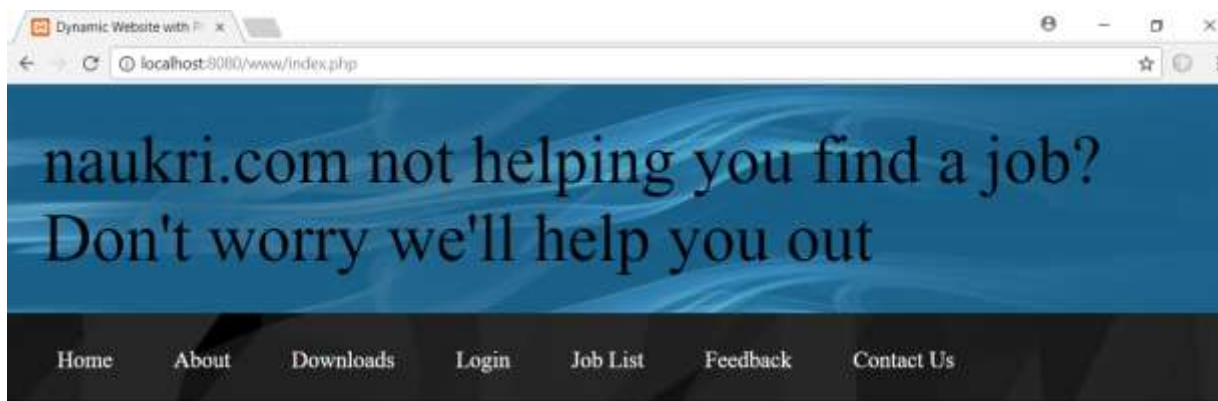 Dynamic Website with P
localhost:8080/www/index.php
naukri.com not helping you find a job?
Don't worry we'll help you out
Home About Downloads Login Job List Feedback Contact Us